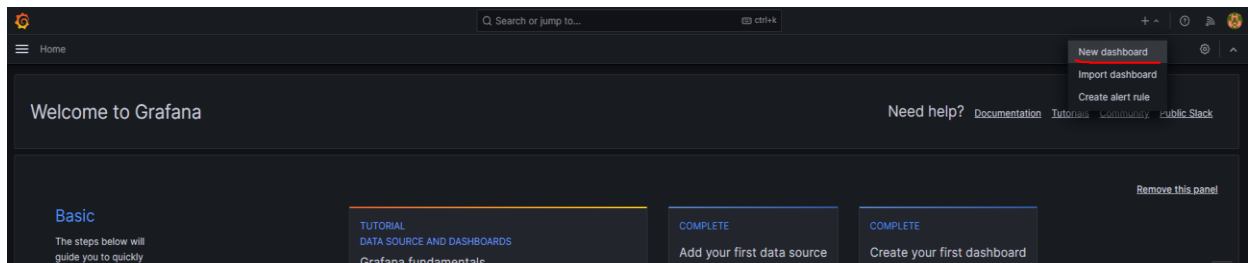 Search or jump to... ctrl+k
Home
New dashboard
Import dashboard
Create alert rule
Welcome to Grafana
Need help? Documentation Tutorials Community Public Slack
Remove this panel
Basic
The steps below will
guide you to quickly
TUTORIAL
DATA SOURCE AND DASHBOARDS
Grafana fundamentals
COMPLETE
Add your first data source
COMPLETE
Create your first dashboard